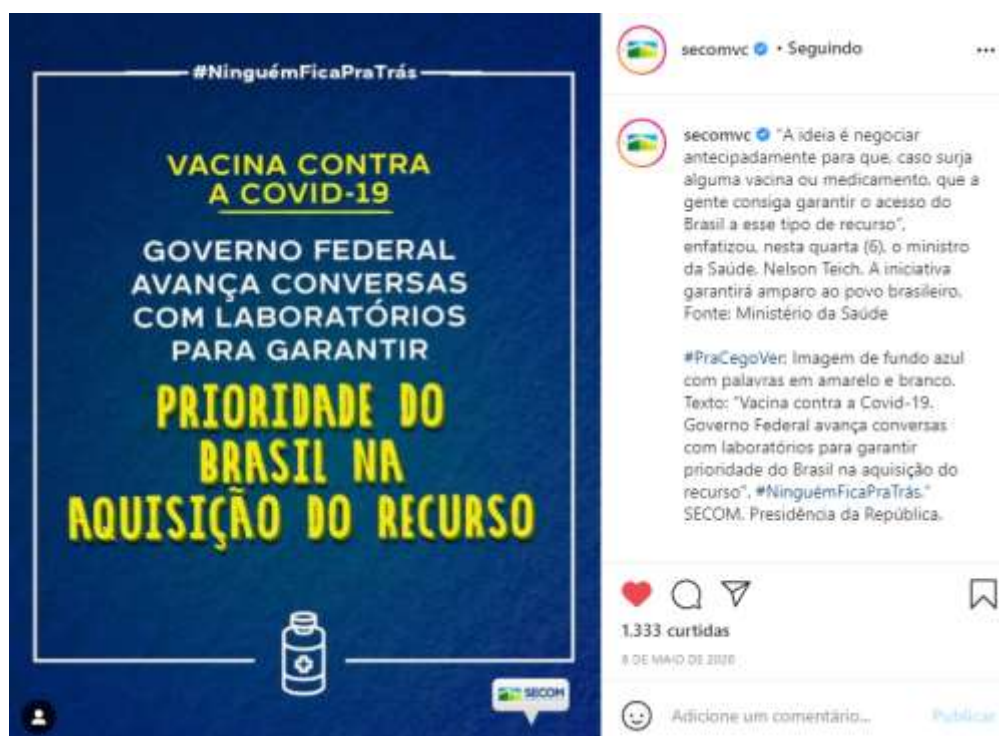 #NinguémFicaPraTrás
VACINA CONTRA
A COVID-19
GOVERNO FEDERAL
AVANÇA CONVERSAS
COM LABORATÓRIOS
PARA GARANTIR
PRIORIDADE DO
BRASIL NA
AQUISIÇÃO DO RECURSO
SECOM
secomvc • Seguindo
secomvc "A ideia é negociar
antecipadamente para que, caso surja
alguma vacina ou medicamento, que a
gente consiga garantir o acesso do
Brasil a esse tipo de recurso",
enfatizou, nesta quarta (6), o ministro
da Saúde, Nelson Teich. A iniciativa
garantirá amparo ao povo brasileiro.
Fonte: Ministério da Saúde
#PraCegoVer: Imagem de fundo azul
com palavras em amarelo e branco.
Texto: "Vacina contra a Covid-19.
Governo Federal avança conversas
com laboratórios para garantir
prioridade do Brasil na aquisição do
recurso". #NinguémFicaPraTrás."
SECOM. Presidência da República.
1.333 curtidas
DE MAIO DE 2020
Adicione um comentário...
Publicar